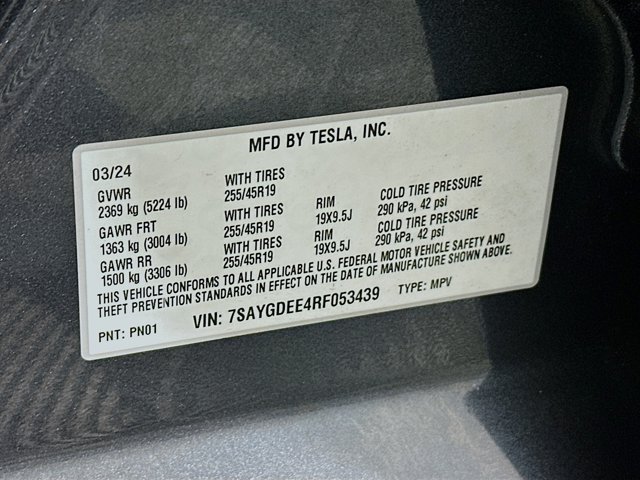 MFD BY TESLA, INC.
03/24
GVWR WITH TIRES
2369 kg (5224 lb) 255/45R19 RIM COLD TIRE PRESSURE
GAWR FRT WITH TIRES 19X9.5J 290 kPa, 42 psi
1363 kg (3004 lb) 255/45R19 RIM COLD TIRE PRESSURE
GAWR RR WITH TIRES 19X9.5J 290 kPa, 42 psi
1500 kg (3306 lb) 255/45R19
THIS VEHICLE CONFORMS TO ALL APPLICABLE U.S. FEDERAL MOTOR VEHICLE SAFETY AND
THEFT PREVENTION STANDARDS IN EFFECT ON THE DATE OF MANUFACTURE SHOWN ABOVE.
PNT: PN01 VIN: 7SAYGDEE4RF053439 TYPE: MPV